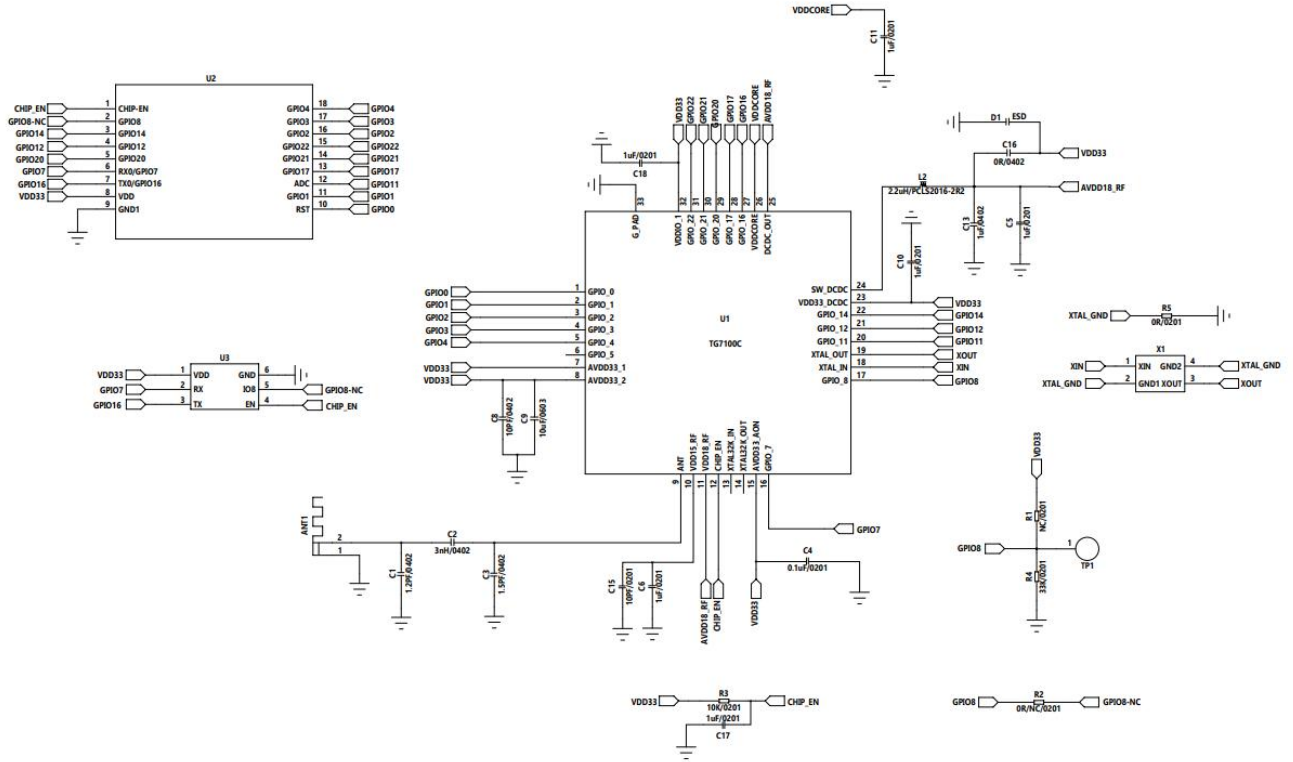 VDDCORE
C11
1uF/0201
U2
CHIP_EN 1 CHIP-EN GPIO4 18 GPIO4
GPIO8-NC 2 GPIO8 GPIO3 17 GPIO3
GPIO14 3 GPIO14 GPIO2 16 GPIO2
GPIO12 4 GPIO12 GPIO22 15 GPIO22
GPIO20 5 GPIO20 GPIO21 14 GPIO21
GPIO7 6 RX0/GPIO7 GPIO17 13 GPIO17
GPIO16 7 TX0/GPIO16 ADC 12 GPIO11
VDD33 8 VDD GPIO1 11 GPIO1
9 GND1 RST 10 GPIO0
VDD33
GPIO22
GPIO21
GPIO20
GPIO17
GPIO16
VDDCORE
AVDD18_RF
1uF/0201
C18
33
32
31
30
29
28
27
26
25
G_PAD
VDDIO_1
GPIO_22
GPIO_21
GPIO_20
GPIO_17
GPIO_16
VDDCORE
DCDC_OUT
D1 ESD
C16
0R/0402
VDD33
L2
2.2uH/PCLS2016-2R2
AVDD18_RF
C13
1uF/0402
C5
1uF/0201
C10
1uF/0201
U1
TG7100C
GPIO0 1 GPIO_0
GPIO1 2 GPIO_1
GPIO2 3 GPIO_2
GPIO3 4 GPIO_3
GPIO4 5 GPIO_4
6 GPIO_5
VDD33 7 AVDD33_1
VDD33 8 AVDD33_2
SW_DCDC 24
VDD33_DCDC 23 VDD33
GPIO_14 22 GPIO14
GPIO_12 21 GPIO12
GPIO_11 20 GPIO11
XTAL_OUT 19 XOUT
XTAL_IN 18 XIN
GPIO_8 17 GPIO8
XTAL_GND R5
0R/0201
X1
XIN 1 XIN GND2 4 XTAL_GND
XTAL_GND 2 GND1 XOUT 3 XOUT
U3
VDD33 1 VDD GND 6
GPIO7 2 RX IO8 5 GPIO8-NC
GPIO16 3 TX EN 4 CHIP_EN
C8
10PF/0402
C9
10uF/0603
ANT
VDD15_RF
VDD18_RF
CHIP_EN
XTAL32K_IN
XTAL32K_OUT
AVDD33_AON
GPIO_7
9
10
11
12
13
14
15
16
GPIO7
ANT1
2
1
C2
3nH/0402
C1
1.2PF/0402
C3
1.5PF/0402
C15
10PF/0201
C6
1uF/0201
AVDD18_RF
CHIP_EN
VDD33
C4
0.1uF/0201
VDD33
R1
NC/0201
GPIO8 1
TP1
R4
33K/0201
VDD33 R3 CHIP_EN
10K/0201
1uF/0201
C17
GPIO8 R2 GPIO8-NC
0R/NC/0201